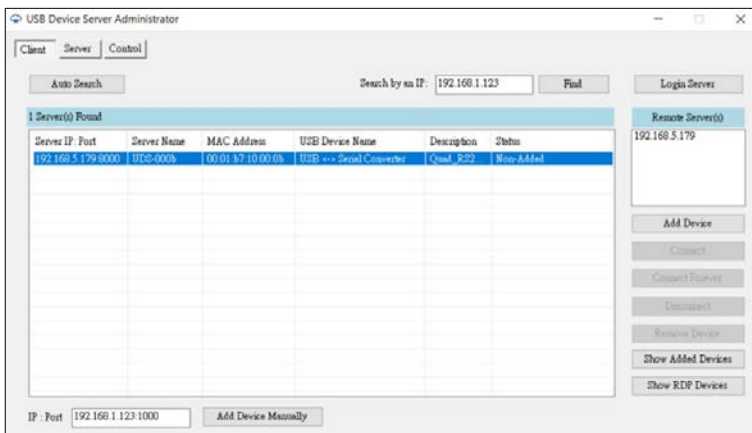 USB Device Server Administrator
Client Server Control
Auto Search Search by an IP: 192.168.1.123 Find Login Server
1 Server(s) Found Remote Server(s)
Server IP: Port Server Name MAC Address USB Device Name Description Status
192.168.5.179:8000 UDS-000b 00:01:b7:10:00:0b USB <-> Serial Converter Quad_RS2... Non-Added
192.168.5.179
Add Device
Connect
Connect Forever
Disconnect
Remove Device
Show Added Devices
Show RDP Devices
IP : Port 192.168.1.123:1000 Add Device Manually